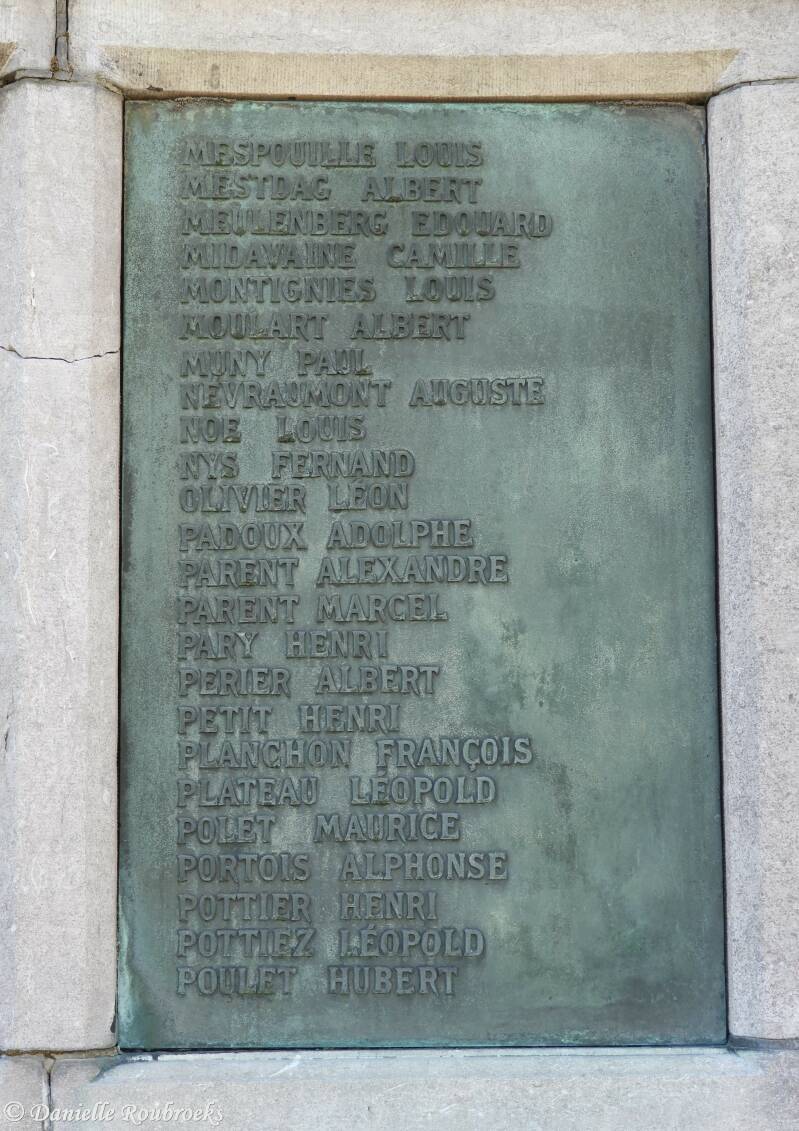 MESPOUILLE LOUIS
MESTDAG ALBERT
MEULENBERG EDOUARD
MIDAVAINE CAMILLE
MONTIGNIES LOUIS
MOULART ALBERT
MUNY PAUL
NÉVRAUMONT AUGUSTE
NOE LOUIS
NYS FERNAND
OLIVIER LÉON
PADOUX ADOLPHE
PARENT ALEXANDRE
PARENT MARCEL
PARY HENRI
PERIER ALBERT
PETIT HENRI
PLANCHON FRANÇOIS
PLATEAU LÉOPOLD
POLET MAURICE
PORTOIS ALPHONSE
POTTIER HENRI
POTTIEZ LÉOPOLD
POULET HUBERT
© Danielle Roubroeks